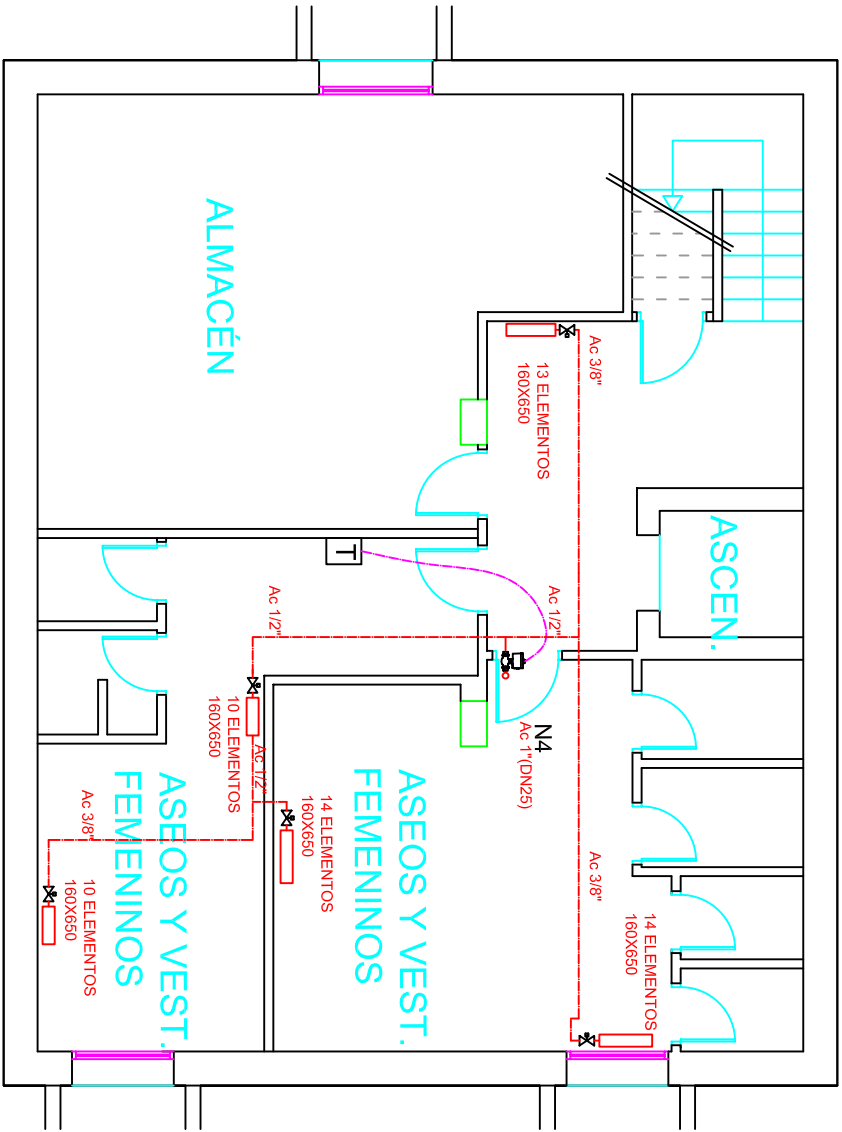 ALMACÉN
Ac 3/8"
13 ELEMENTOS
160X650
ASCEN.
T
Ac 1/2"
Ac 1/2"
N4
Ac 1"(DN25)
10 ELEMENTOS
160X650
Ac 1/2"
14 ELEMENTOS
160X650
ASEOS Y VEST.
FEMENINOS
ASEOS Y VEST.
FEMENINOS
Ac 3/8"
10 ELEMENTOS
160X650
Ac 3/8"
14 ELEMENTOS
160X650